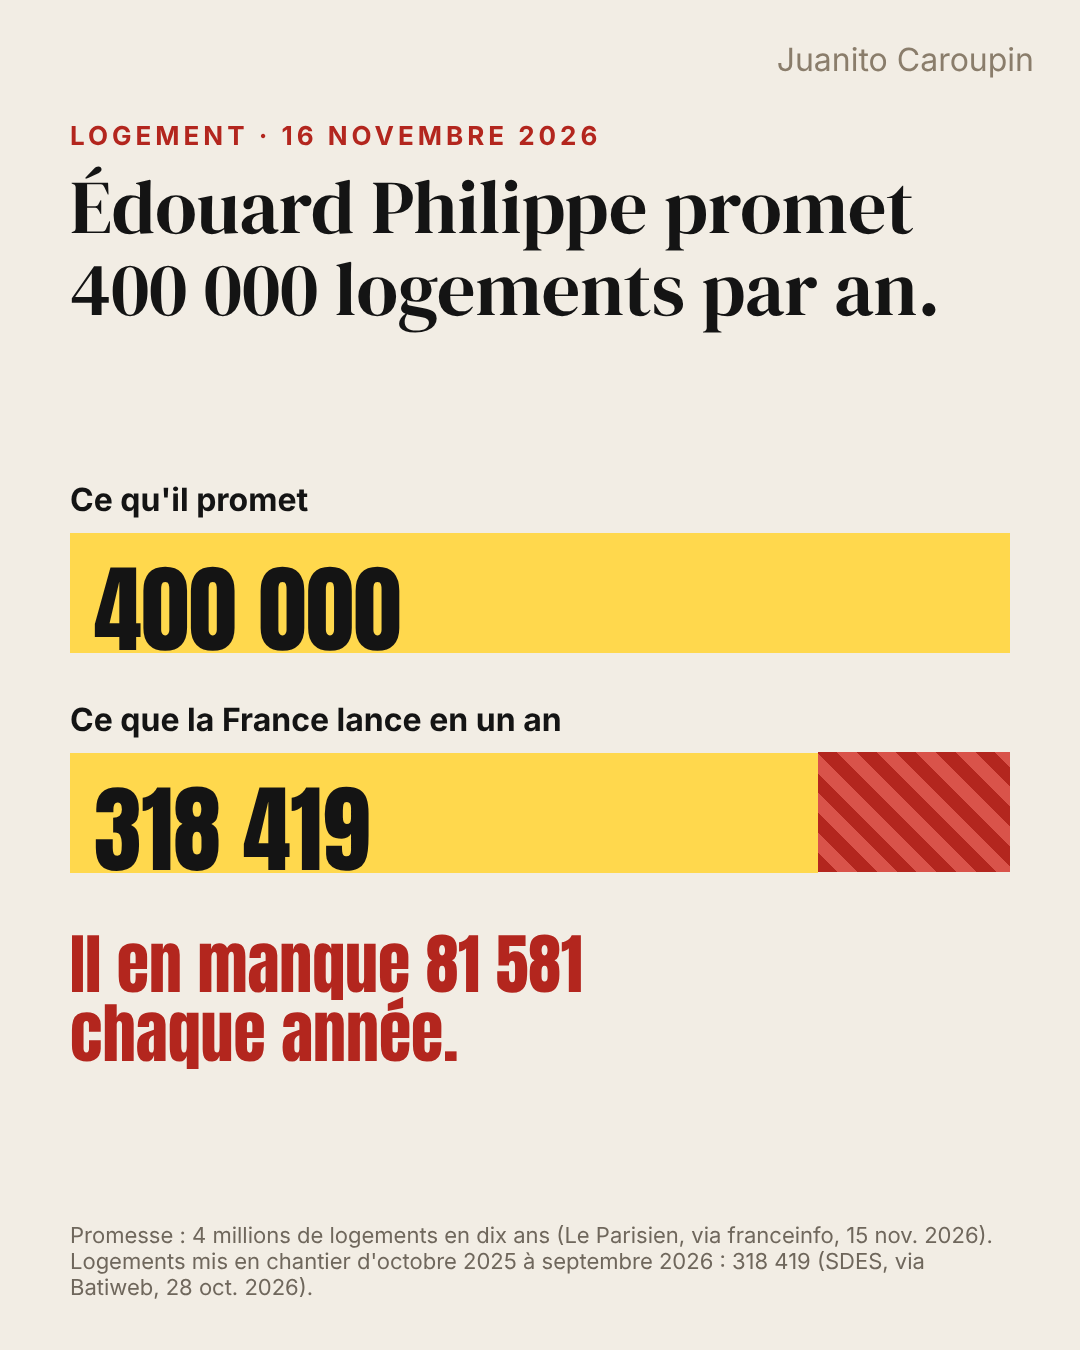 Juanito Caroupin
LOGEMENT · 16 NOVEMBRE 2026
Édouard Philippe promet
400 000 logements par an.
Ce qu'il promet
400 000
Ce que la France lance en un an
318 419
Il en manque 81 581
chaque année.
Promesse : 4 millions de logements en dix ans (Le Parisien, via franceinfo, 15 nov. 2026).
Logements mis en chantier d'octobre 2025 à septembre 2026 : 318 419 (SDES, via
Batiweb, 28 oct. 2026).